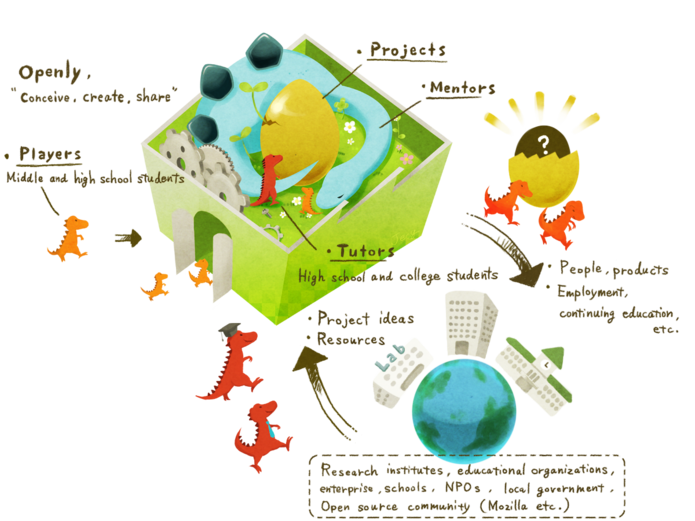 Openly,
"Conceive, create, share"
· Projects
· Mentors
· Players
Middle and high school students
?
· Tutors
High school and college students
· People, products
· Employment,
continuing education,
etc.
· Project ideas
· Resources
Lab
Research institutes, educational organizations,
enterprise, schools, NPOs, local government,
Open source community (Mozilla etc.)